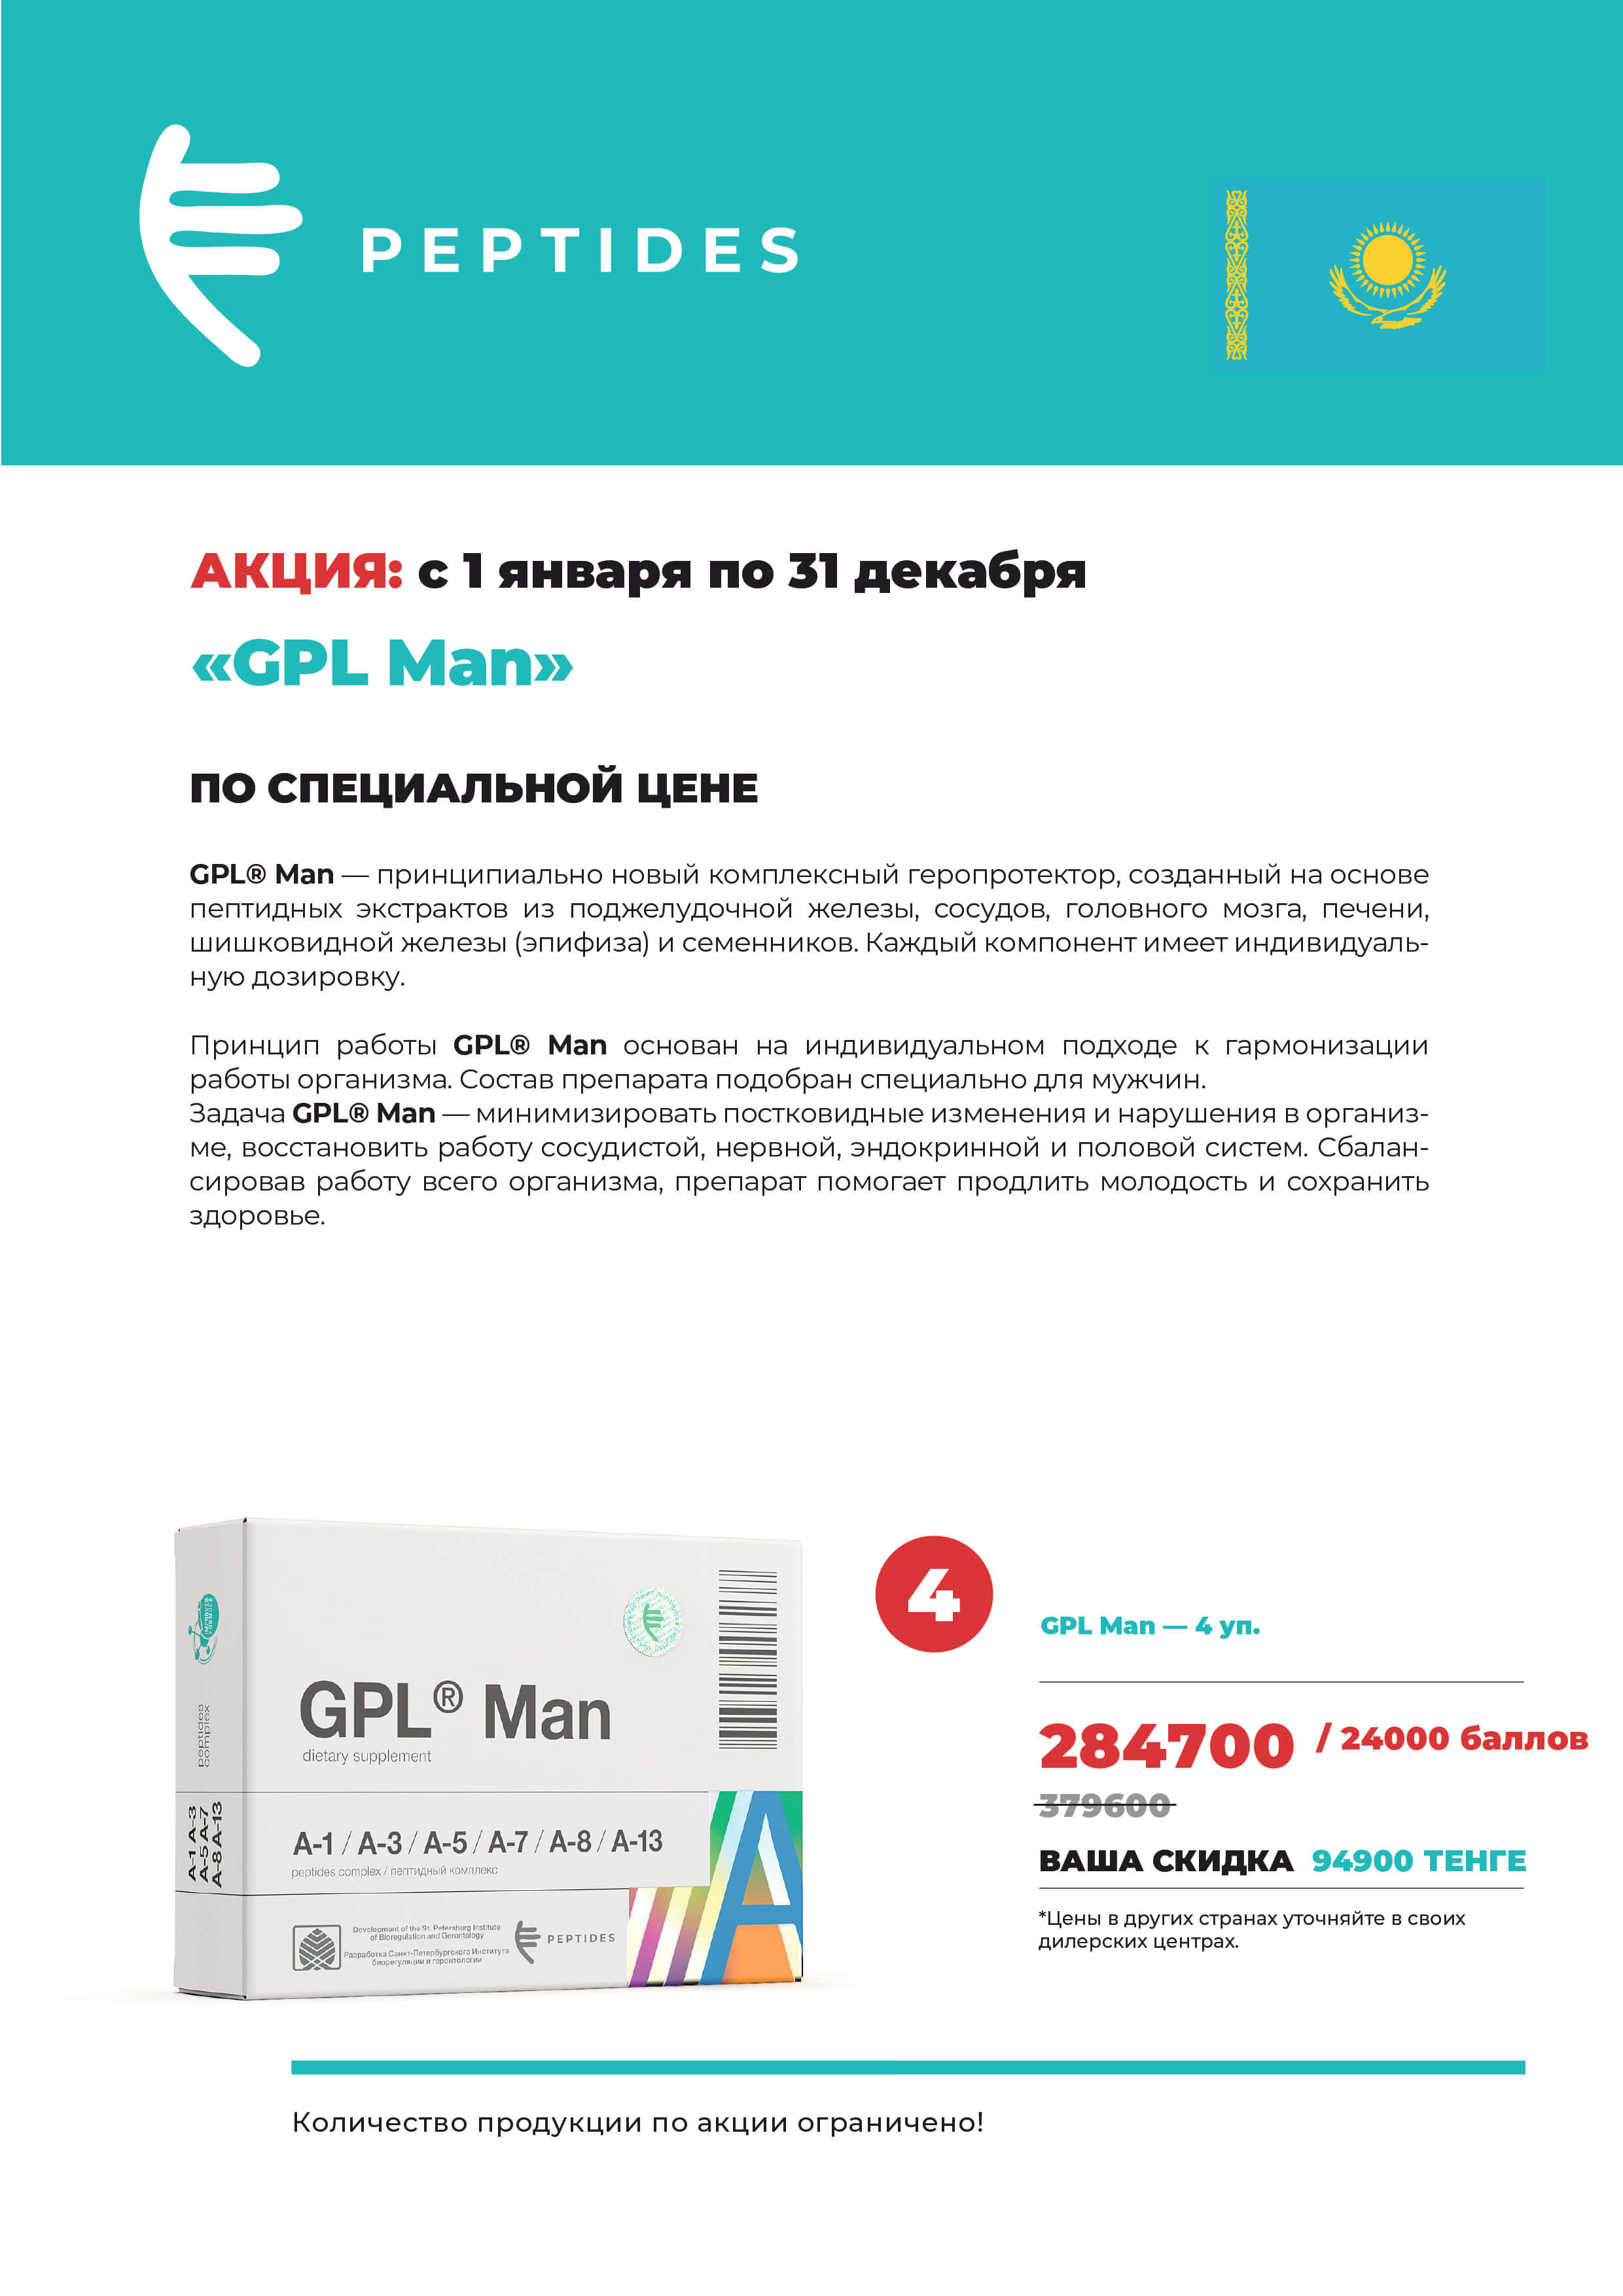 PEPTIDES
АКЦИЯ: с 1 января по 31 декабря
«GPL Man»
ПО СПЕЦИАЛЬНОЙ ЦЕНЕ
GPL® Man — принципиально новый комплексный геропротектор, созданный на основе
пептидных экстрактов из поджелудочной железы, сосудов, головного мозга, печени,
шишковидной железы (эпифиза) и семенников. Каждый компонент имеет индивидуаль-
ную дозировку.
Принцип работы GPL® Man основан на индивидуальном подходе к гармонизации
работы организма. Состав препарата подобран специально для мужчин.
Задача GPL® Man — минимизировать постковидные изменения и нарушения в организ-
ме, восстановить работу сосудистой, нервной, эндокринной и половой систем. Сбалан-
сировав работу всего организма, препарат помогает продлить молодость и сохранить
здоровье.
peptides
complex
A-1 A-3
A-5 A-7
A-8 A-13
GPL® Man
dietary supplement
A-1 / A-3 / A-5 / A-7 / A-8 / A-13
peptides complex / пептидный комплекс
Development of the St. Petersburg Institute
of Bioregulation and Gerontology
Разработка Санкт-Петербургского Института
биорегуляции и геронтологии
PEPTIDES
A
4
GPL Man — 4 уп.
284700 / 24000 баллов
379600
ВАША СКИДКА 94900 ТЕНГЕ
*Цены в других странах уточняйте в своих
дилерских центрах.
Количество продукции по акции ограничено!